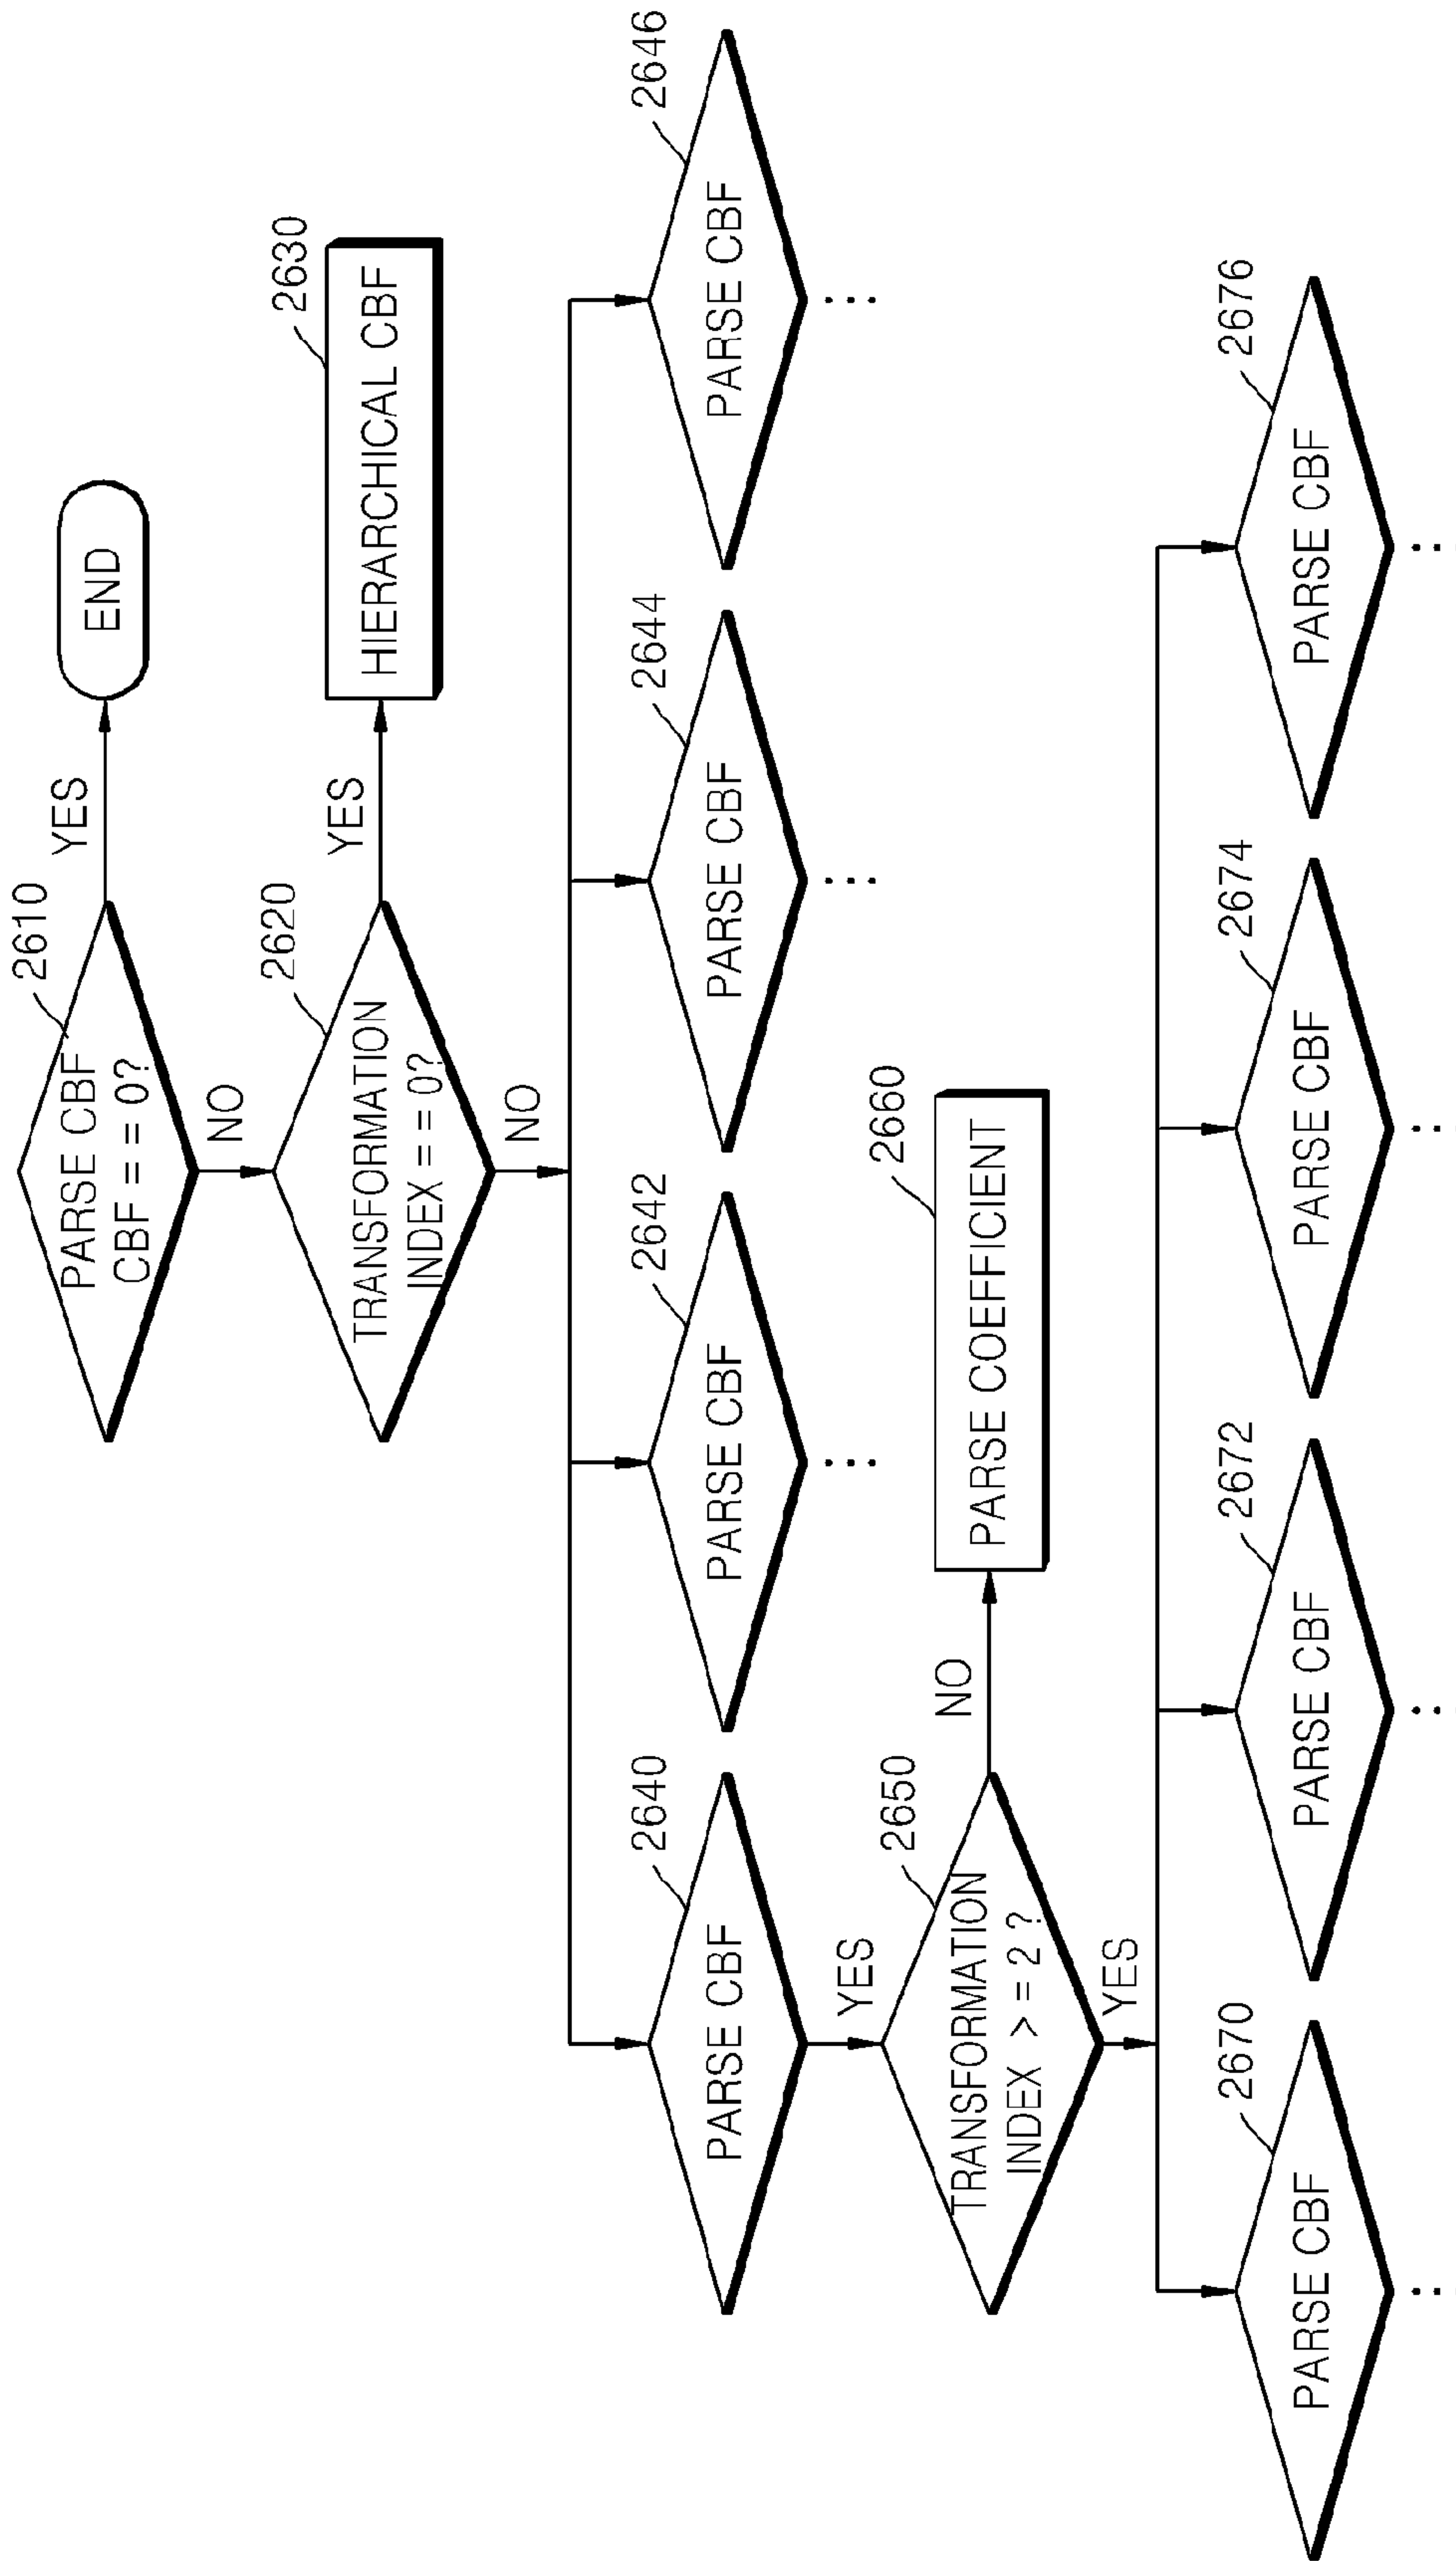 2610
PARSE CBF
CBF = = 0?
YES
END
NO
2620
TRANSFORMATION
INDEX = = 0?
YES
2630
HIERARCHICAL CBF
NO
2640
PARSE CBF
2642
PARSE CBF
...
2644
PARSE CBF
...
2646
PARSE CBF
...
YES
2650
TRANSFORMATION
INDEX > = 2 ?
NO
2660
PARSE COEFFICIENT
YES
2670
PARSE CBF
...
2672
PARSE CBF
...
2674
PARSE CBF
...
2676
PARSE CBF
...